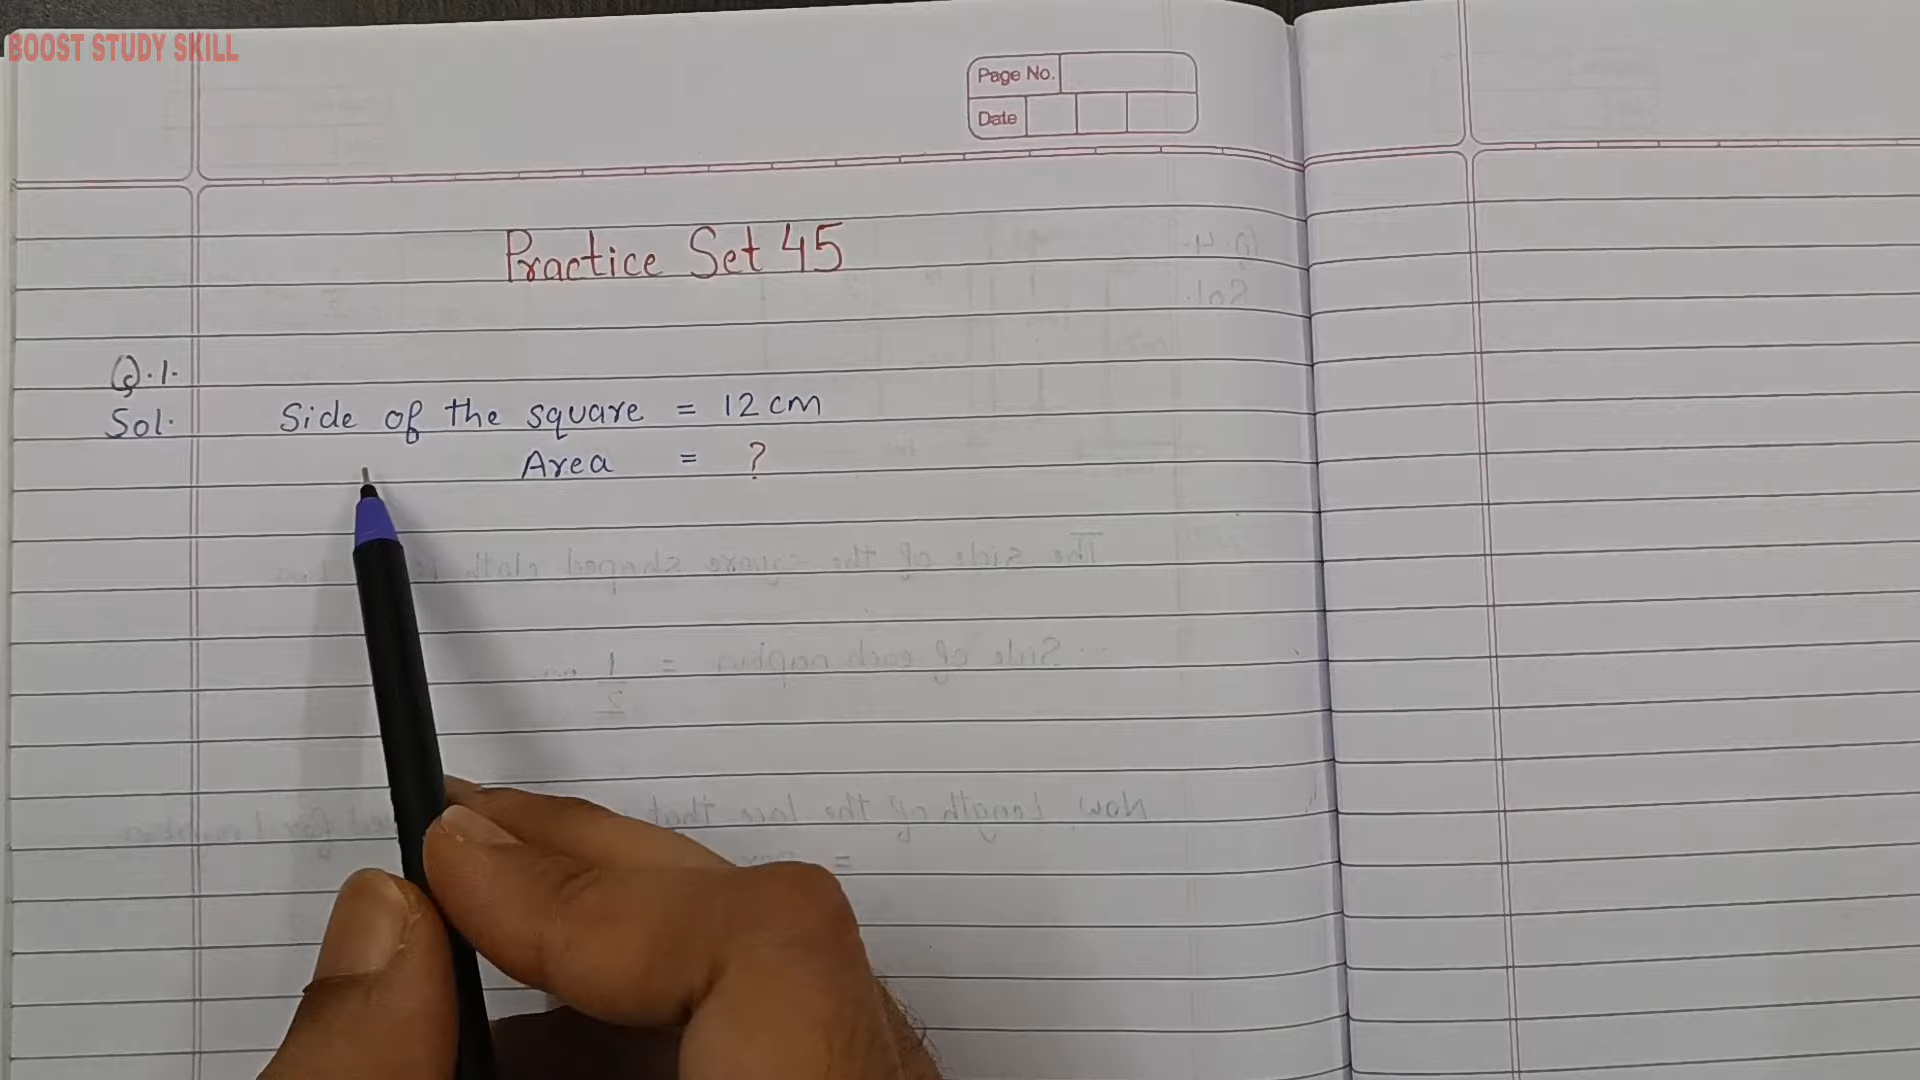 BOOST STUDY SKILL
Page No.
Date
Practice Set 45
Q.1.
Sol. Side of the square = 12 cm
Area = ?